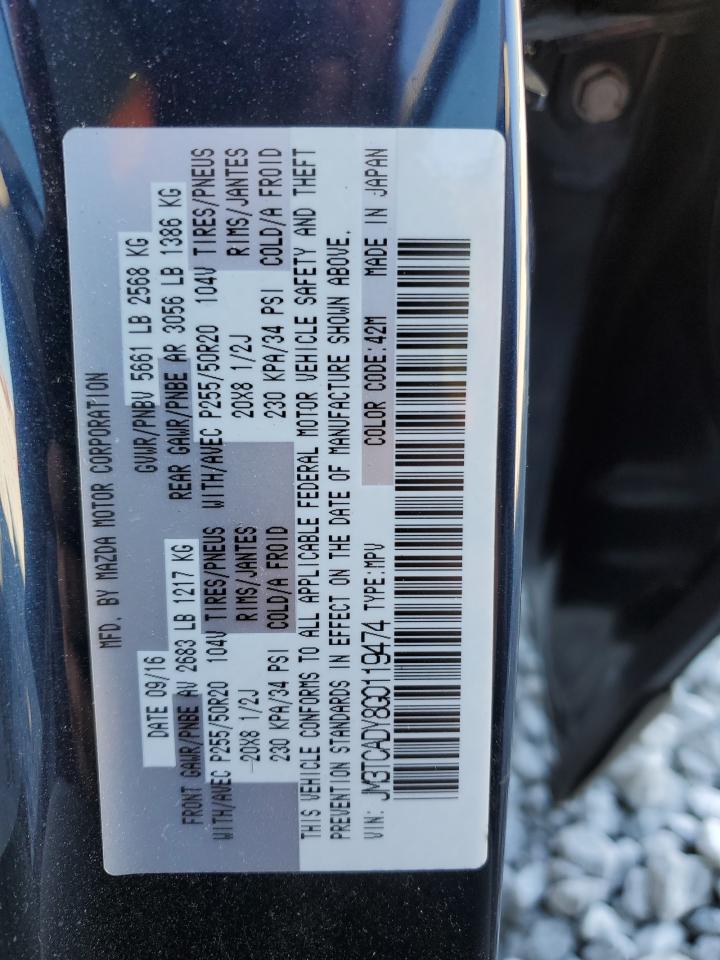 MFD. BY MAZDA MOTOR CORPORATION
DATE 09/16 GVWR/PNBV 5661 LB 2568 KG
FRONT GAWR/PNBE AV 2683 LB 1217 KG REAR GAWR/PNBE AR 3056 LB 1386 KG
WITH/AVEC P255/50R20 104V TIRES/PNEUS WITH/AVEC P255/50R20 104V TIRES/PNEUS
20X8 1/2J RIMS/JANTES 20X8 1/2J RIMS/JANTES
230 KPA/34 PSI COLD/A FROID 230 KPA/34 PSI COLD/A FROID
THIS VEHICLE CONFORMS TO ALL APPLICABLE FEDERAL MOTOR VEHICLE SAFETY AND THEFT
PREVENTION STANDARDS IN EFFECT ON THE DATE OF MANUFACTURE SHOWN ABOVE.
VIN: JM3TCADY8G0119474 TYPE:MPV COLOR CODE:42M MADE IN JAPAN